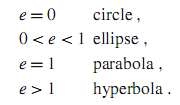 e = 0 circle ,
0 < e < 1 ellipse ,
e = 1 parabola ,
e > 1 hyperbola .